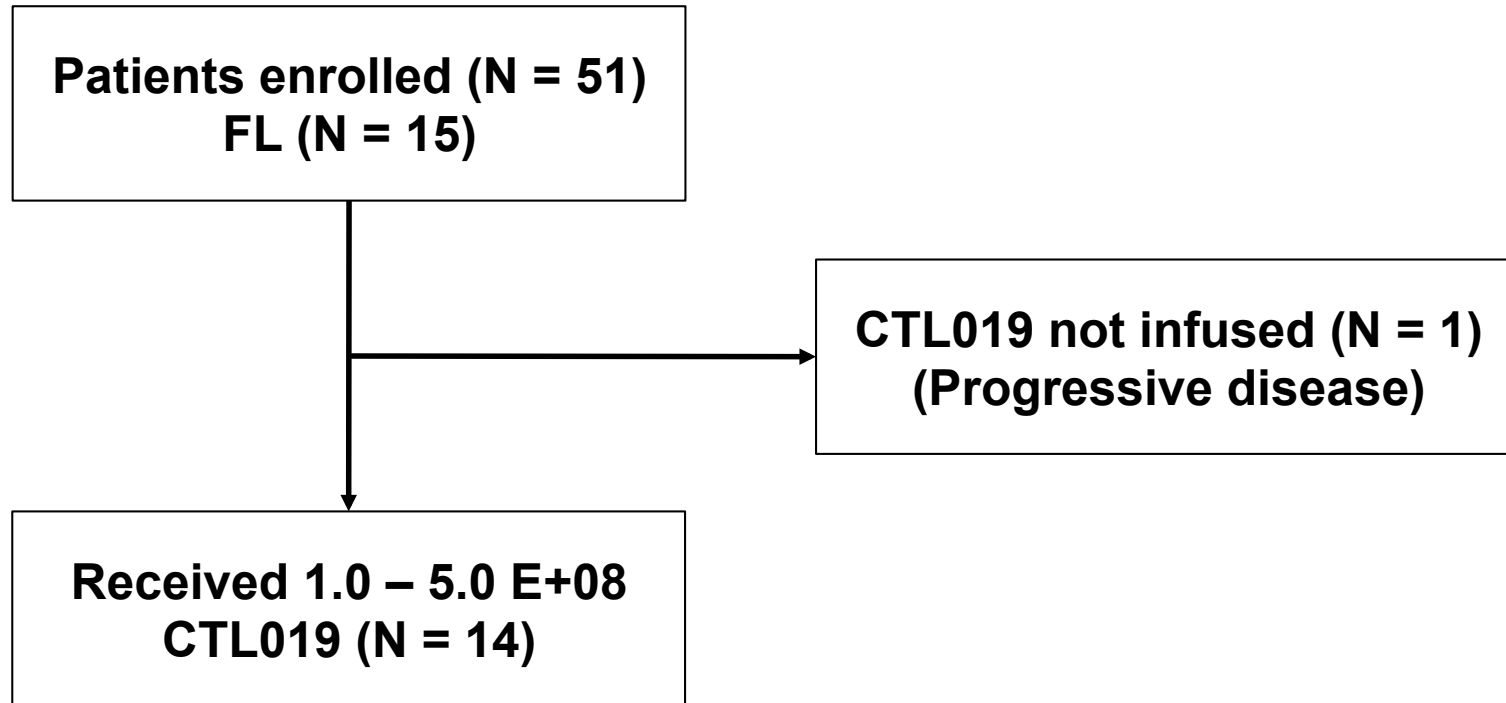 Patients enrolled (N = 51)
FL (N = 15)
CTL019 not infused (N = 1)
(Progressive disease)
Received 1.0 – 5.0 E+08
CTL019 (N = 14)